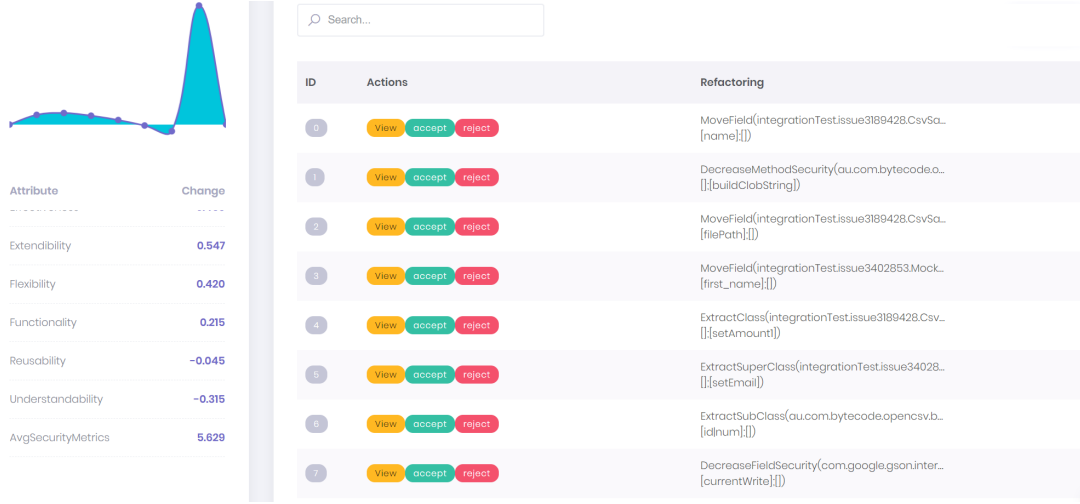 Search...
Attribute Change
Extendibility 0.547
Flexibility 0.420
Functionality 0.215
Reusability -0.045
Understandability -0.315
AvgSecurityMetrics 5.629
ID Actions Refactoring
0 View accept reject MoveField(integrationTest.issue3189428.CsvSa...
[name];[])
1 View accept reject DecreaseMethodSecurity(au.com.bytecode.o...
[];[buildClobString])
2 View accept reject MoveField(integrationTest.issue3189428.CsvSa...
[filePath];[])
3 View accept reject MoveField(integrationTest.issue3402853.Mock...
[first_name];[])
4 View accept reject ExtractClass(integrationTest.issue3189428.Csv...
[];[setAmount1])
5 View accept reject ExtractSuperClass(integrationTest.issue34028...
[];[setEmail])
6 View accept reject ExtractSubClass(au.com.bytecode.opencsv.b...
[id|num];[])
7 View accept reject DecreaseFieldSecurity(com.google.gson.inter...
[currentWrite];[])